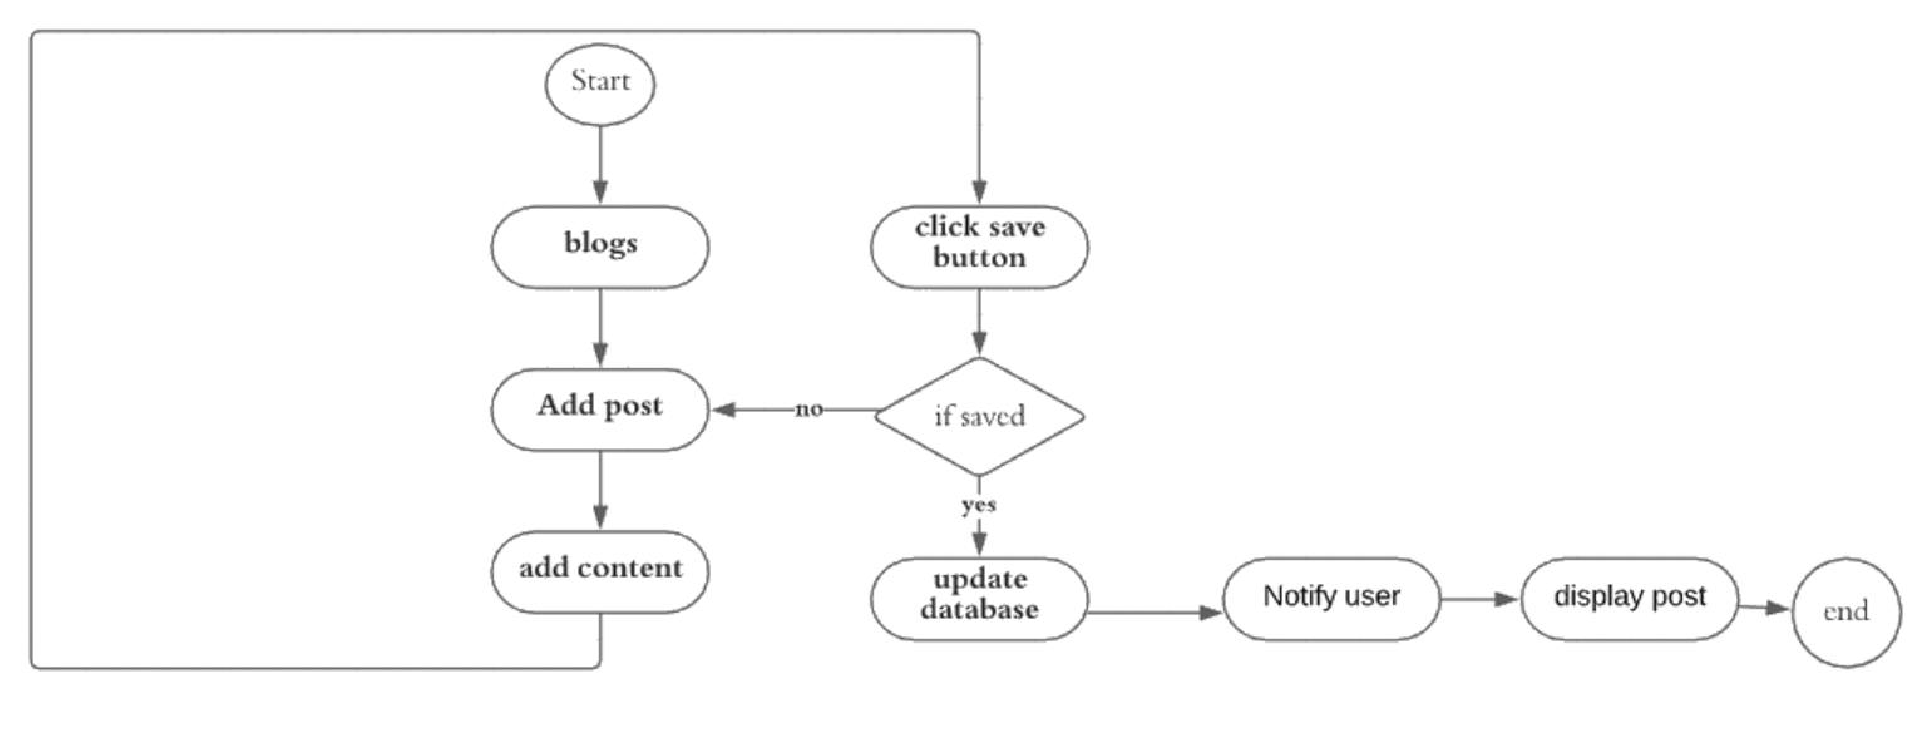 Start
blogs
Add post
add content
click save
button
if saved
no
yes
update
database
Notify user
display post
end